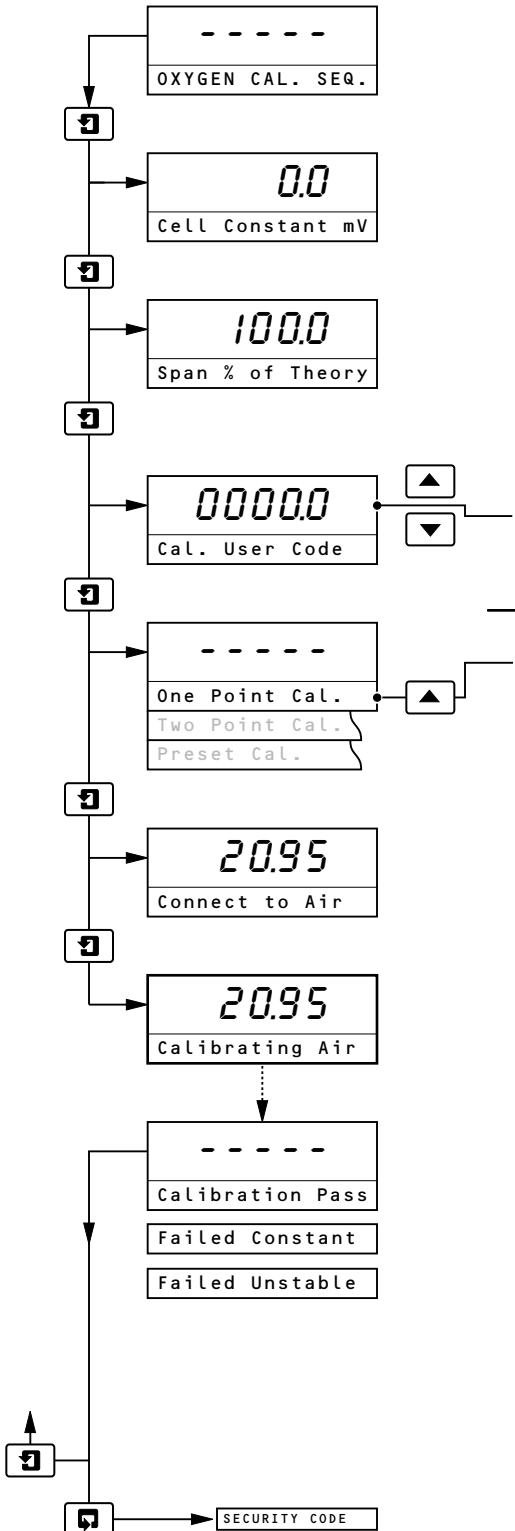 - - - - -
OXYGEN CAL. SEQ.
0.0
Cell Constant mV
100.0
Span % of Theory
0000.0
Cal. User Code
- - - - -
One Point Cal.
Two Point Cal.
Preset Cal.
20.95
Connect to Air
20.95
Calibrating Air
- - - - -
Calibration Pass
Failed Constant
Failed Unstable
SECURITY CODE